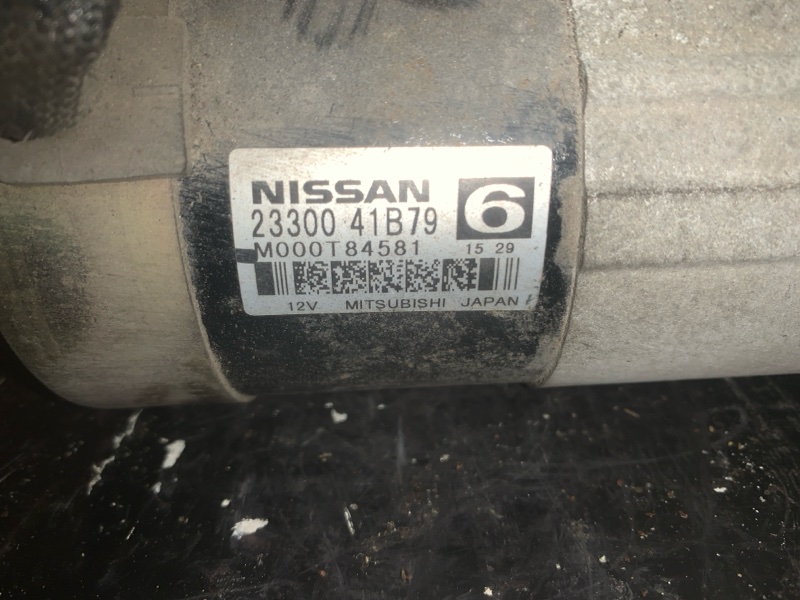 NISSAN
6
23300 41B79
M000T84581
15 29
12V MITSUBISHI JAPAN